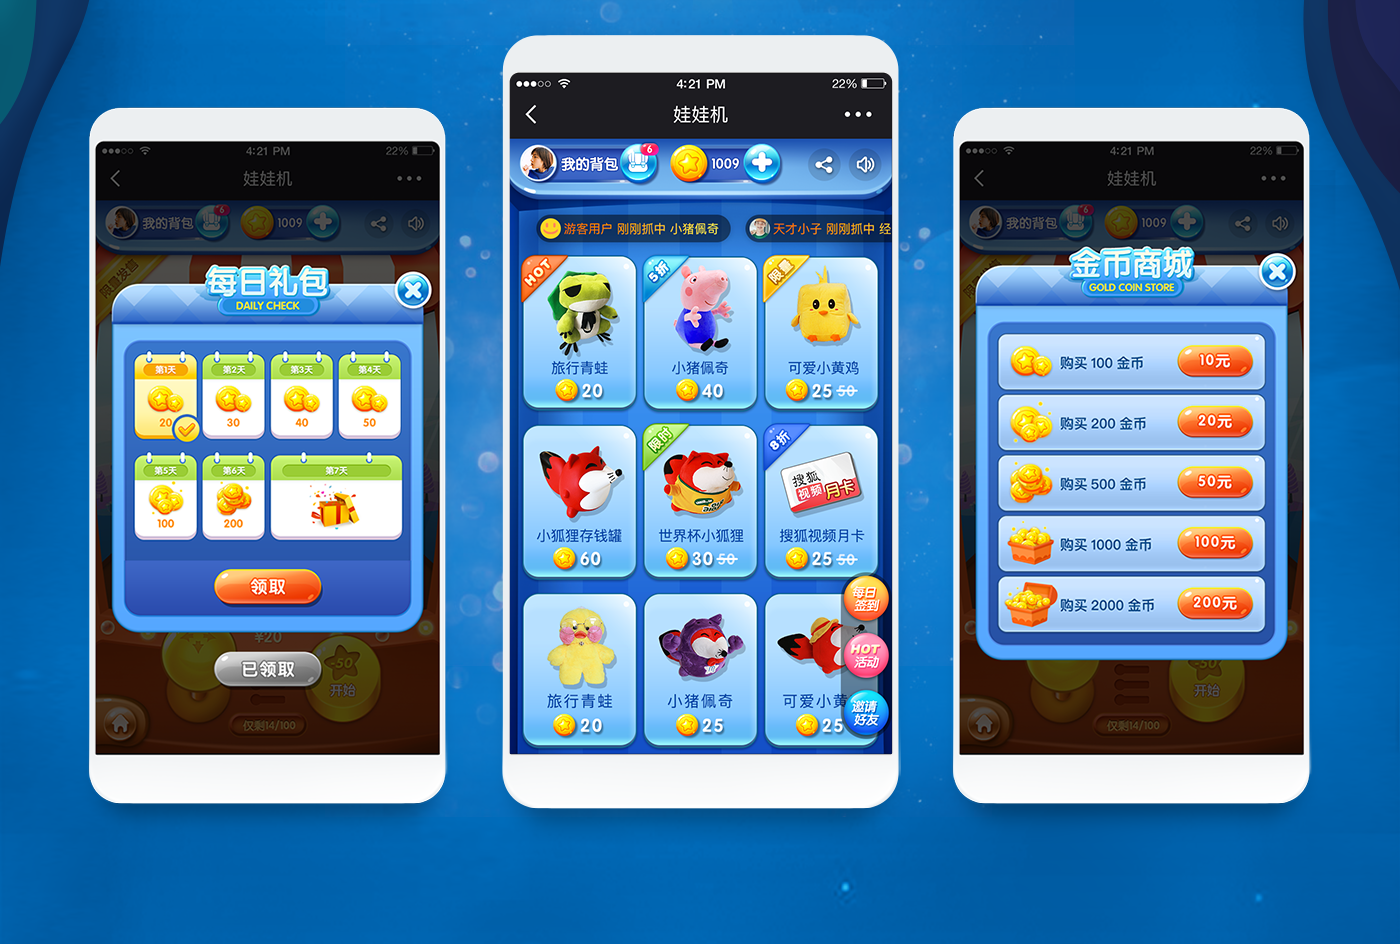 4:21 PM
22%
娃娃机
我的背包
6
1009
每日礼包
DAILY CHECK
第1天
第2天
第3天
第4天
20
30
40
50
第5天
第6天
第7天
100
200
领取
¥20
已领取
-50
开始
仅剩14/100
4:21 PM
22%
娃娃机
我的背包
6
1009
游客用户 刚刚抓中 小猪佩奇
天才小子 刚刚抓中 经
HOT
5折
限量
旅行青蛙
小猪佩奇
可爱小黄鸡
20
40
25 50
限时
8折
搜狐
视频月卡
小狐狸存钱罐
世界杯小狐狸
搜狐视频月卡
60
30 50
25 50
每日
签到
HOT
活动
邀请
好友
旅行青蛙
小猪佩奇
可爱小黄
20
25
25
4:21 PM
22%
娃娃机
我的背包
6
1009
金币商城
GOLD COIN STORE
购买 100 金币
10元
购买 200 金币
20元
购买 500 金币
50元
购买 1000 金币
100元
购买 2000 金币
200元
-50
开始
仅剩14/100